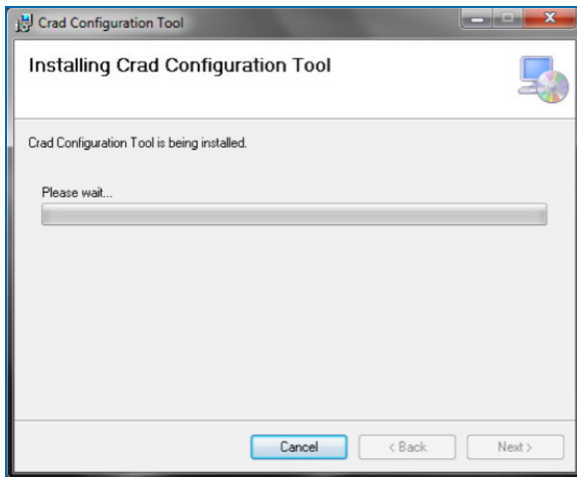 Crad Configuration Tool
Installing Crad Configuration Tool
Crad Configuration Tool is being installed.
Please wait...
Cancel
< Back
Next >